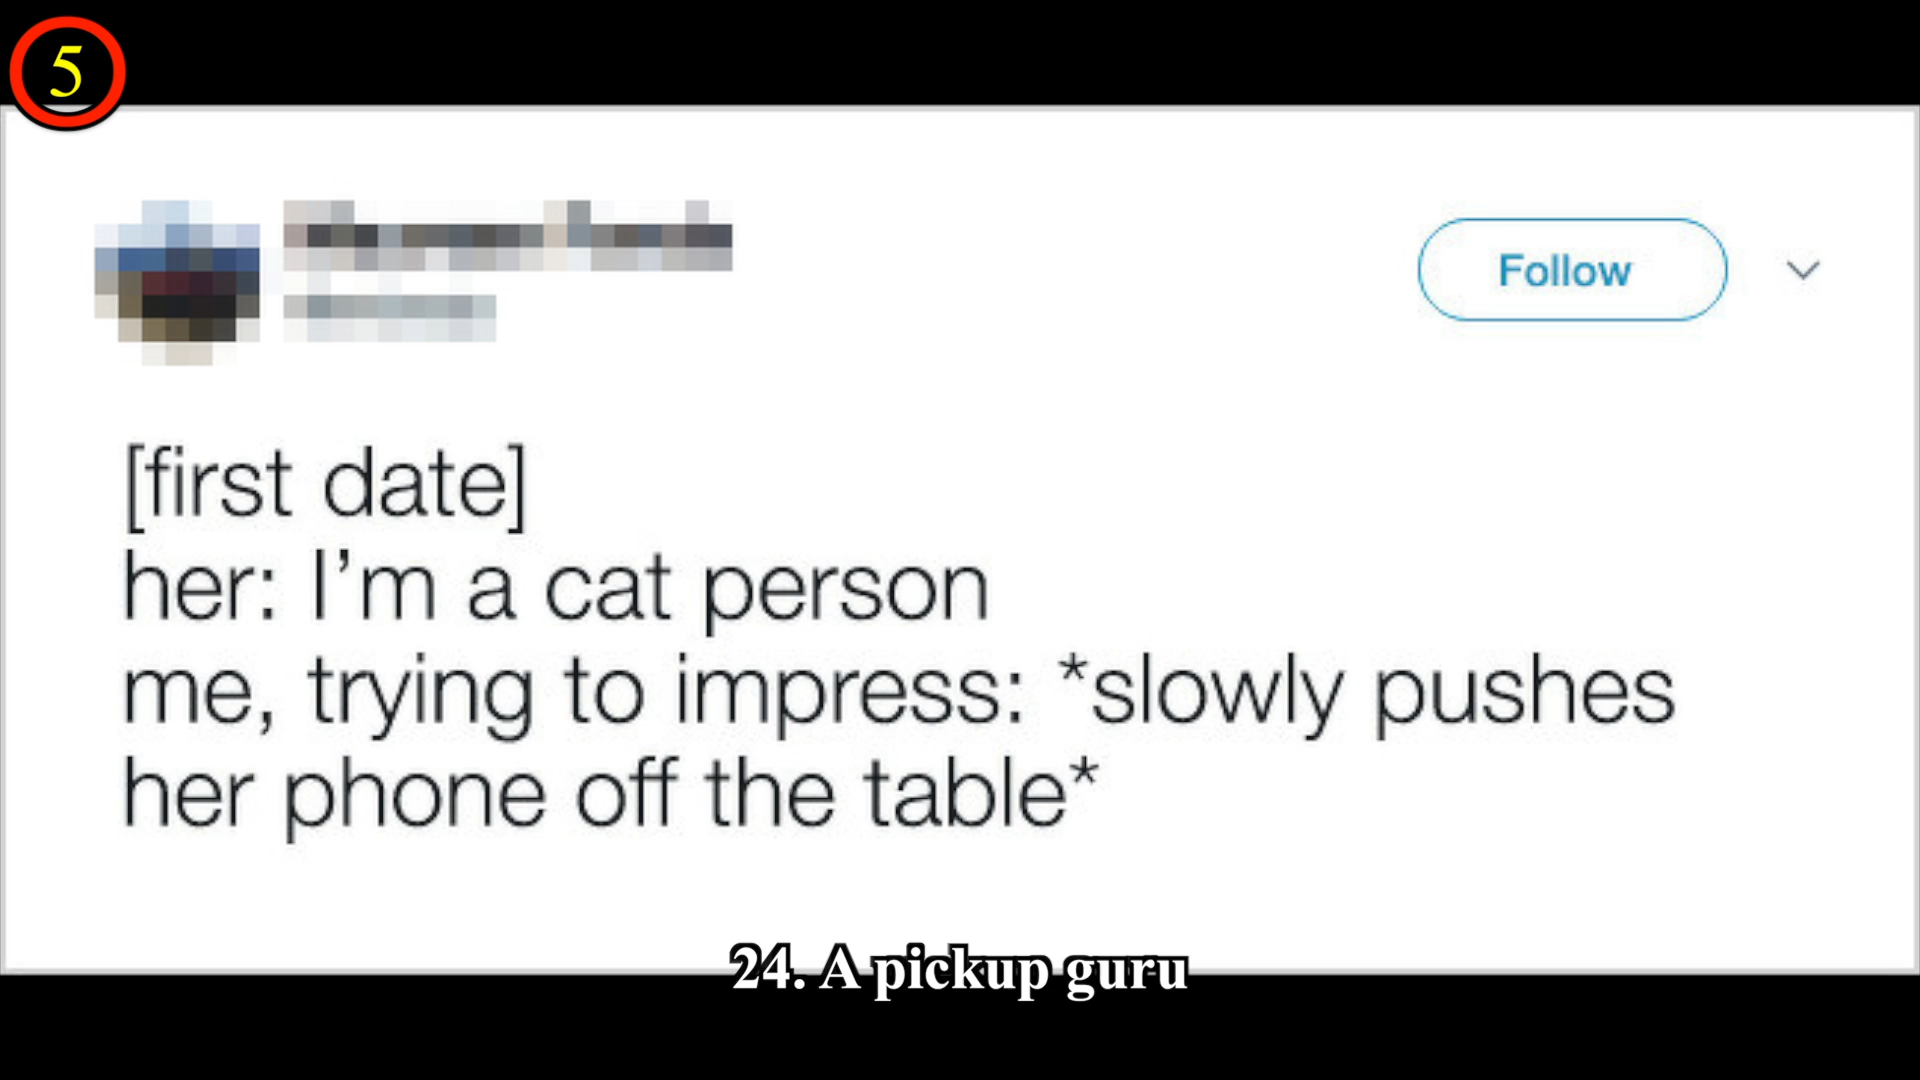 5
Follow
[first date]
her: I’m a cat person
me, trying to impress: *slowly pushes
her phone off the table*
24. A pickup guru